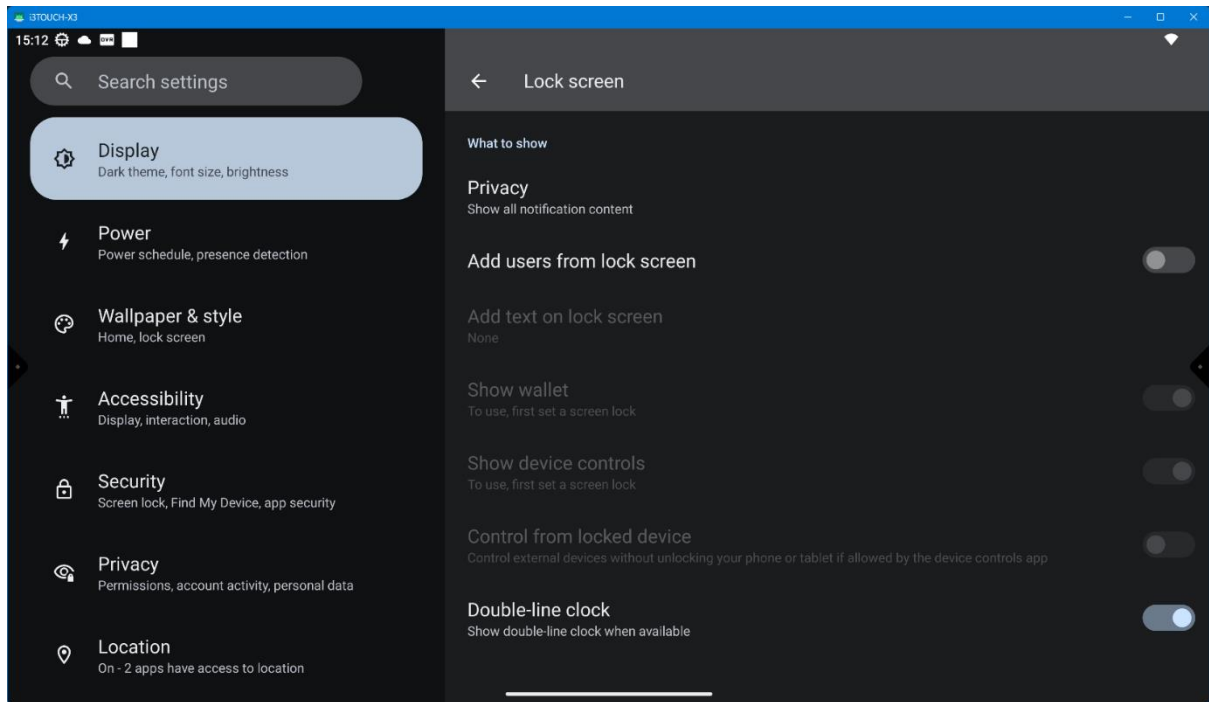 i3TOUCH-X3
15:12
Search settings
Display
Dark theme, font size, brightness
Power
Power schedule, presence detection
Wallpaper & style
Home, lock screen
Accessibility
Display, interaction, audio
Security
Screen lock, Find My Device, app security
Privacy
Permissions, account activity, personal data
Location
On - 2 apps have access to location
Lock screen
What to show
Privacy
Show all notification content
Add users from lock screen
Add text on lock screen
None
Show wallet
To use, first set a screen lock
Show device controls
To use, first set a screen lock
Control from locked device
Control external devices without unlocking your phone or tablet if allowed by the device controls app
Double-line clock
Show double-line clock when available